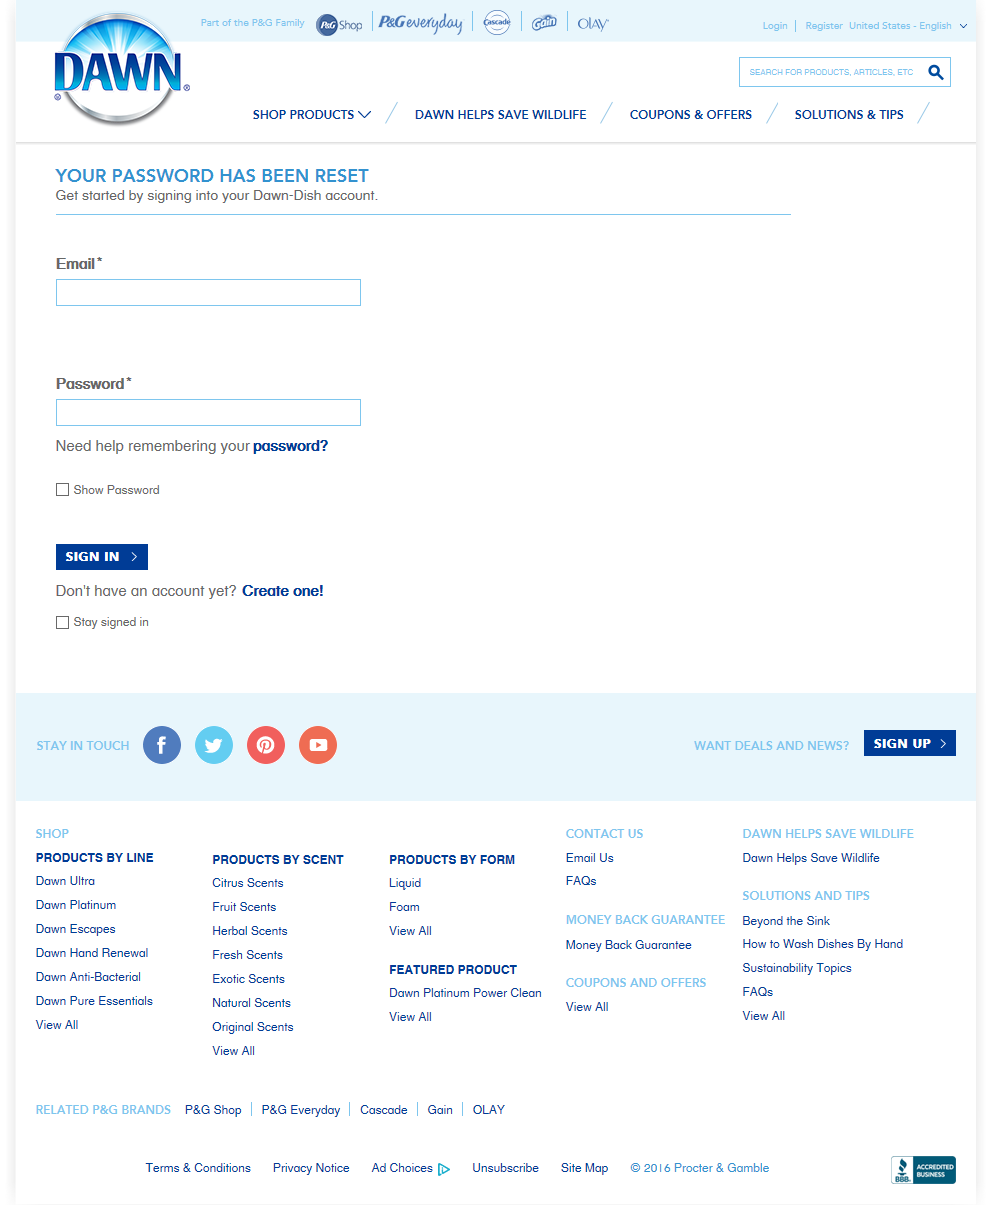 Part of the P&G Family
P&G Shop
P&G everyday
Cascade
Gain
OLAY
Login
Register
United States - English
DAWN
®
®
SEARCH FOR PRODUCTS, ARTICLES, ETC
SHOP PRODUCTS
DAWN HELPS SAVE WILDLIFE
COUPONS & OFFERS
SOLUTIONS & TIPS
YOUR PASSWORD HAS BEEN RESET
Get started by signing into your Dawn-Dish account.
Email*
Password*
Need help remembering your password?
Show Password
SIGN IN >
Don't have an account yet? Create one!
Stay signed in
STAY IN TOUCH
WANT DEALS AND NEWS?
SIGN UP >
SHOP
PRODUCTS BY LINE
Dawn Ultra
Dawn Platinum
Dawn Escapes
Dawn Hand Renewal
Dawn Anti-Bacterial
Dawn Pure Essentials
View All
PRODUCTS BY SCENT
Citrus Scents
Fruit Scents
Herbal Scents
Fresh Scents
Exotic Scents
Natural Scents
Original Scents
View All
PRODUCTS BY FORM
Liquid
Foam
View All
FEATURED PRODUCT
Dawn Platinum Power Clean
View All
CONTACT US
Email Us
FAQs
MONEY BACK GUARANTEE
Money Back Guarantee
COUPONS AND OFFERS
View All
DAWN HELPS SAVE WILDLIFE
Dawn Helps Save Wildlife
SOLUTIONS AND TIPS
Beyond the Sink
How to Wash Dishes By Hand
Sustainability Topics
FAQs
View All
RELATED P&G BRANDS
P&G Shop
P&G Everyday
Cascade
Gain
OLAY
Terms & Conditions
Privacy Notice
Ad Choices
Unsubscribe
Site Map
© 2016 Procter & Gamble
BBB.
ACCREDITED
BUSINESS